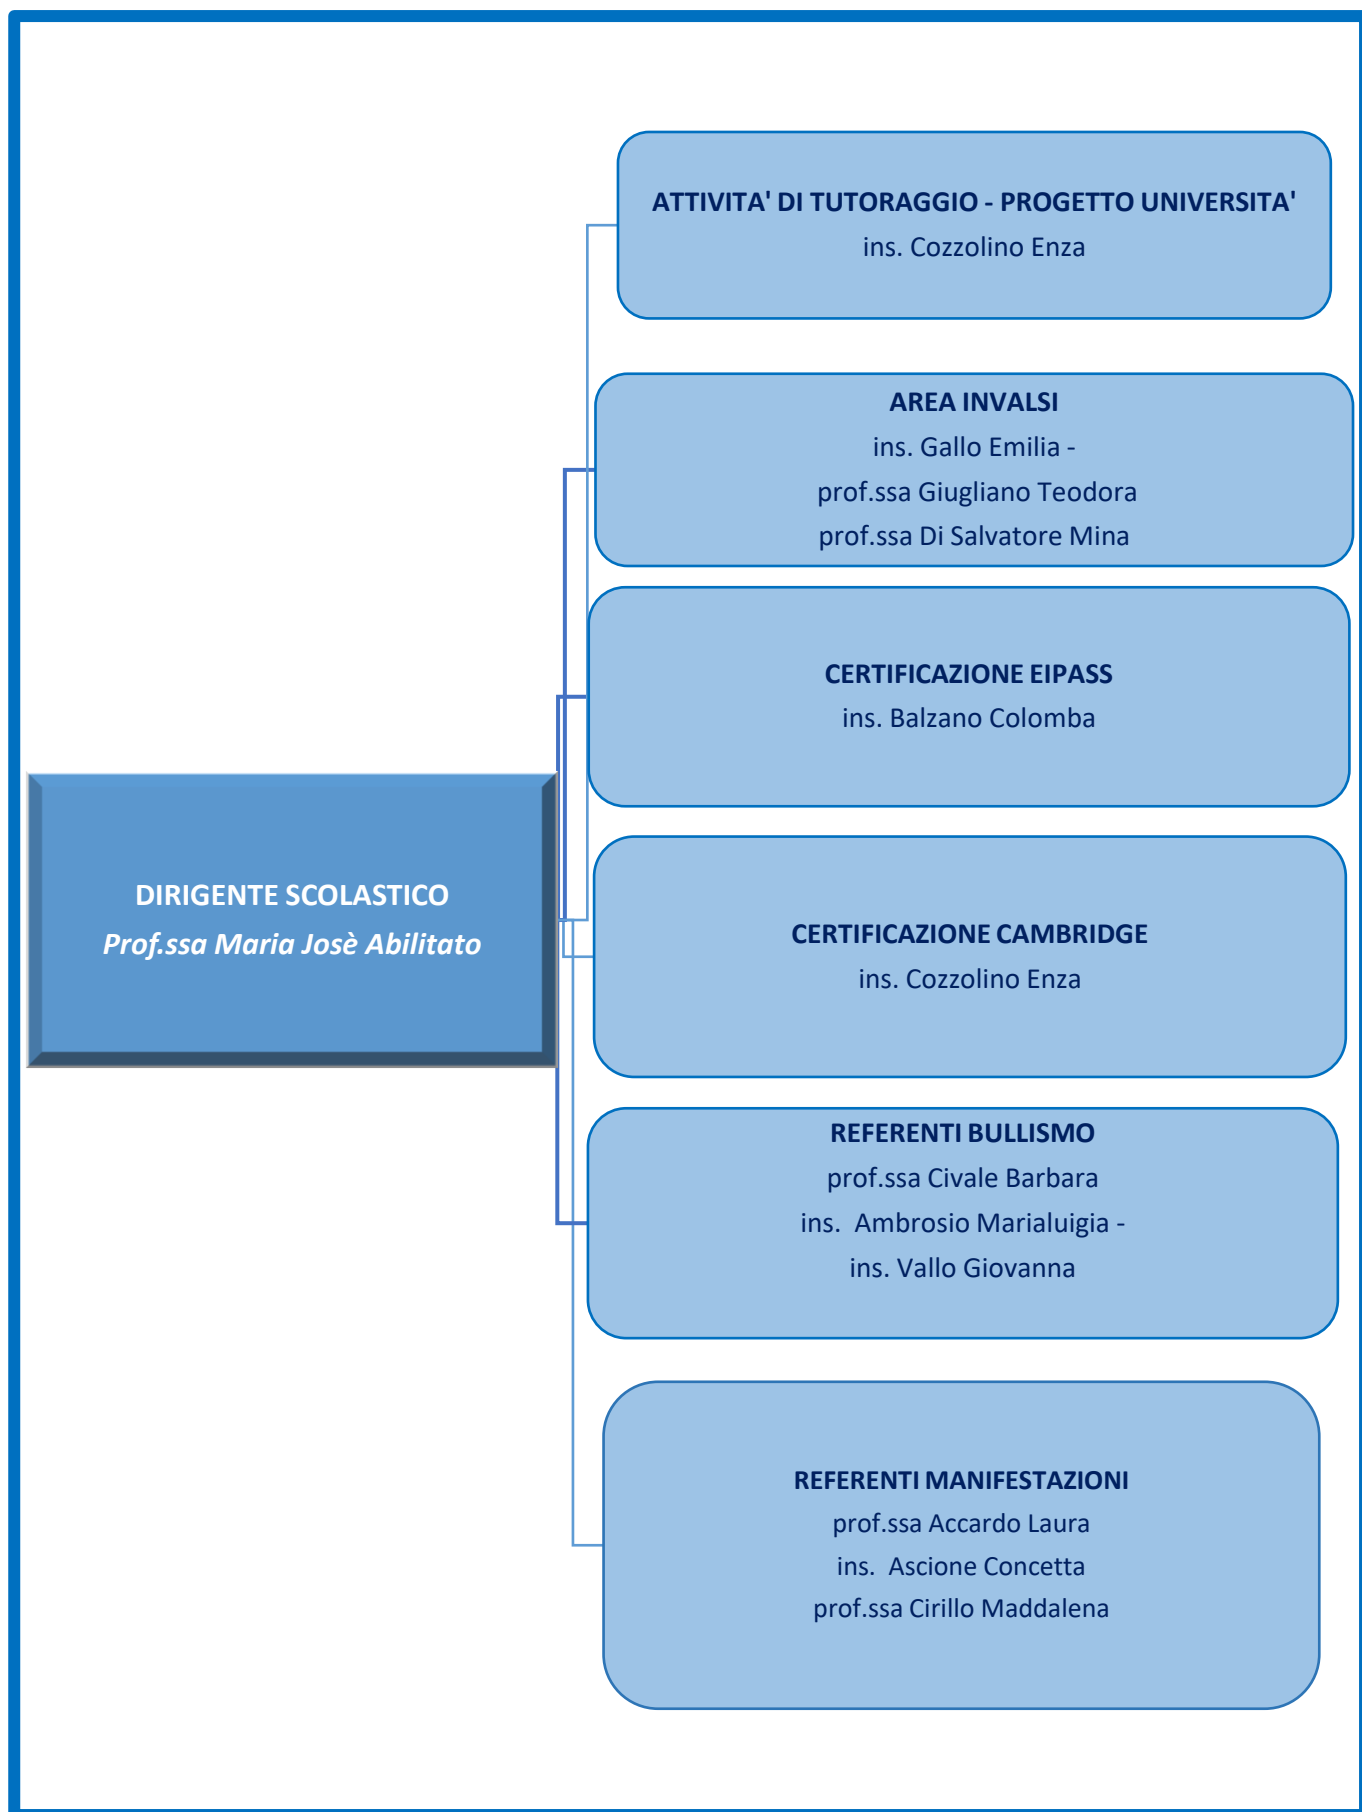 ATTIVITA' DI TUTORAGGIO - PROGETTO UNIVERSITA'
ins. Cozzolino Enza
AREA INVALSI
ins. Gallo Emilia -
prof.ssa Giugliano Teodora
prof.ssa Di Salvatore Mina
CERTIFICAZIONE EIPASS
ins. Balzano Colomba
DIRIGENTE SCOLASTICO
Prof.ssa Maria Josè Abilitato
CERTIFICAZIONE CAMBRIDGE
ins. Cozzolino Enza
REFERENTI BULLISMO
prof.ssa Civale Barbara
ins.  Ambrosio Marialuigia -
ins. Vallo Giovanna
REFERENTI MANIFESTAZIONI
prof.ssa Accardo Laura
ins.  Ascione Concetta
prof.ssa Cirillo Maddalena